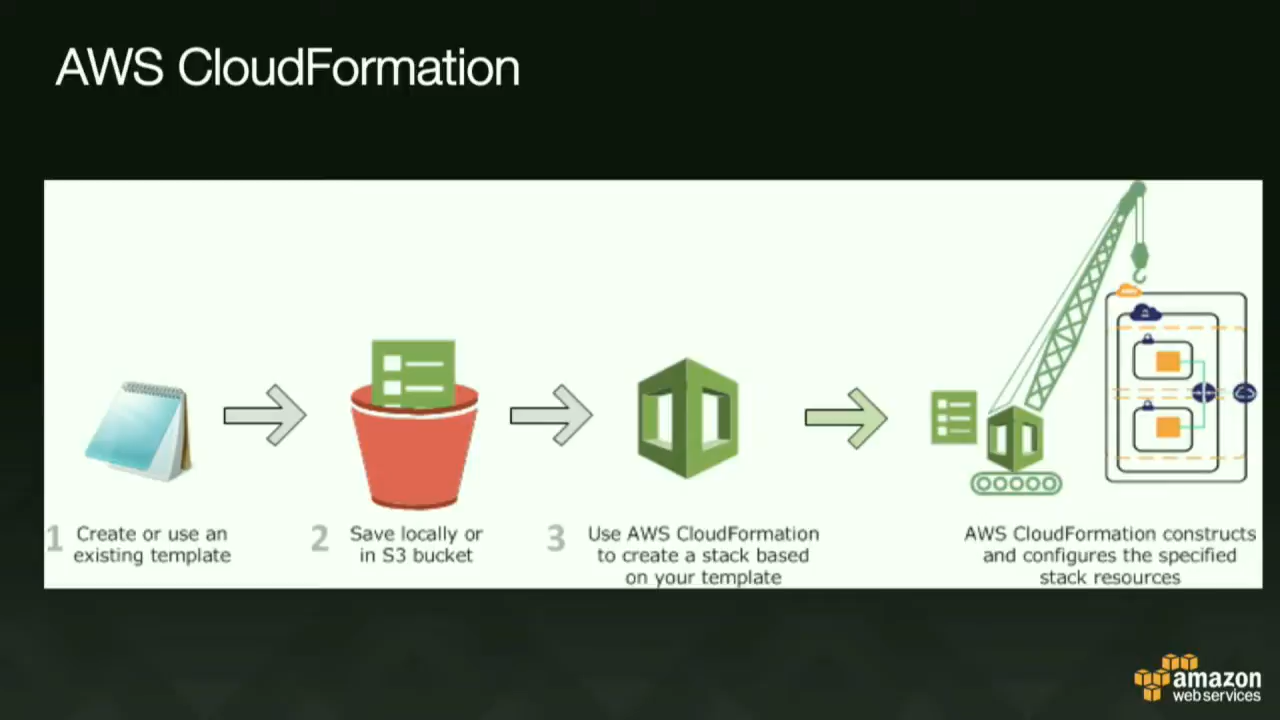 AWS CloudFormation
1 Create or use an
existing template
2 Save locally or
in S3 bucket
3 Use AWS CloudFormation
to create a stack based
on your template
AWS CloudFormation constructs
and configures the specified
stack resources
amazon
web services